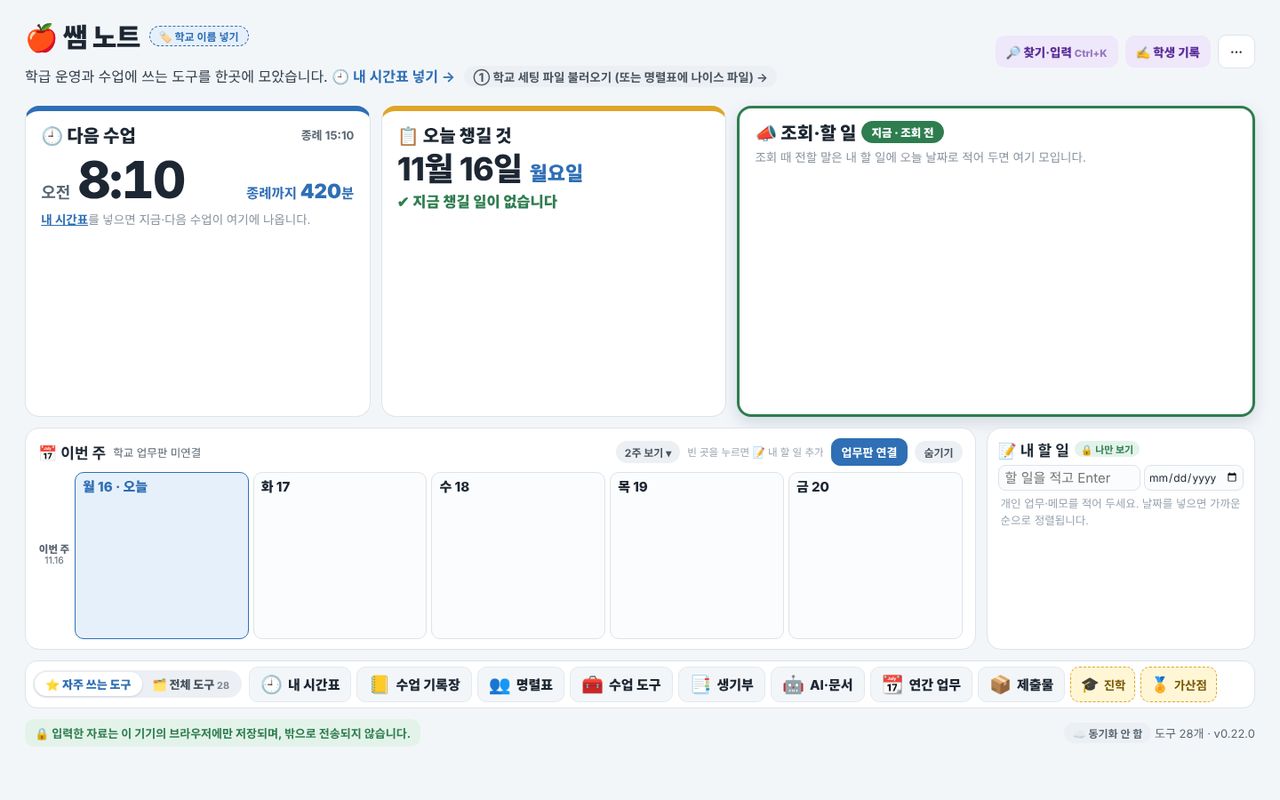 🍎 쌤 노트 🏷️ 학교 이름 넣기
🔎 찾기·입력 Ctrl+K ✍️ 학생 기록 ⋯
학급 운영과 수업에 쓰는 도구를 한곳에 모았습니다. 🕘 내 시간표 넣기 → ① 학교 세팅 파일 불러오기 (또는 명렬표에 나이스 파일) →
🕘 다음 수업 종례 15:10
오전 8:10 종례까지 420분
내 시간표를 넣으면 지금·다음 수업이 여기에 나옵니다.
📋 오늘 챙길 것
11월 16일 월요일
✔ 지금 챙길 일이 없습니다
📣 조회·할 일 지금 · 조회 전
조회 때 전할 말은 내 할 일에 오늘 날짜로 적어 두면 여기 모입니다.
📅 이번 주 학교 업무판 미연결 2주 보기 ▾ 빈 곳을 누르면 📝 내 할 일 추가 업무판 연결 숨기기
월 16 · 오늘 화 17 수 18 목 19 금 20
이번 주
11.16
📝 내 할 일 🔒 나만 보기
할 일을 적고 Enter mm/dd/yyyy
개인 업무·메모를 적어 두세요. 날짜를 넣으면 가까운
순으로 정렬됩니다.
⭐ 자주 쓰는 도구 🗂️ 전체 도구 28 🕘 내 시간표 📒 수업 기록장 👥 명렬표 🧰 수업 도구 📑 생기부 🤖 AI·문서 📆 연간 업무 📦 제출물 🎓 진학 🏅 가산점
🔒 입력한 자료는 이 기기의 브라우저에만 저장되며, 밖으로 전송되지 않습니다.
☁️ 동기화 안 함 도구 28개 · v0.22.0